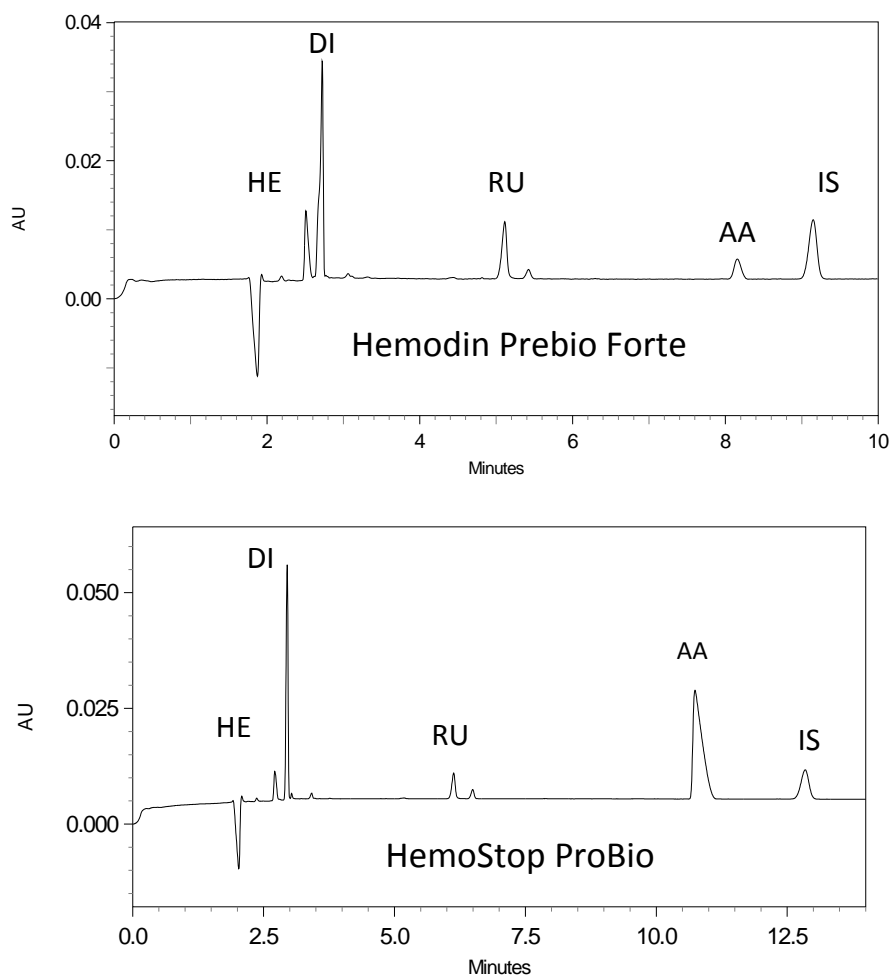 0.04
DI
0.02
HE
RU
IS
AA
AU
0.00
Hemodin Prebio Forte
0 2 4 6 8 10
Minutes
DI
0.050
AA
0.025
HE
RU
IS
AU
0.000
HemoStop ProBio
0.0 2.5 5.0 7.5 10.0 12.5
Minutes